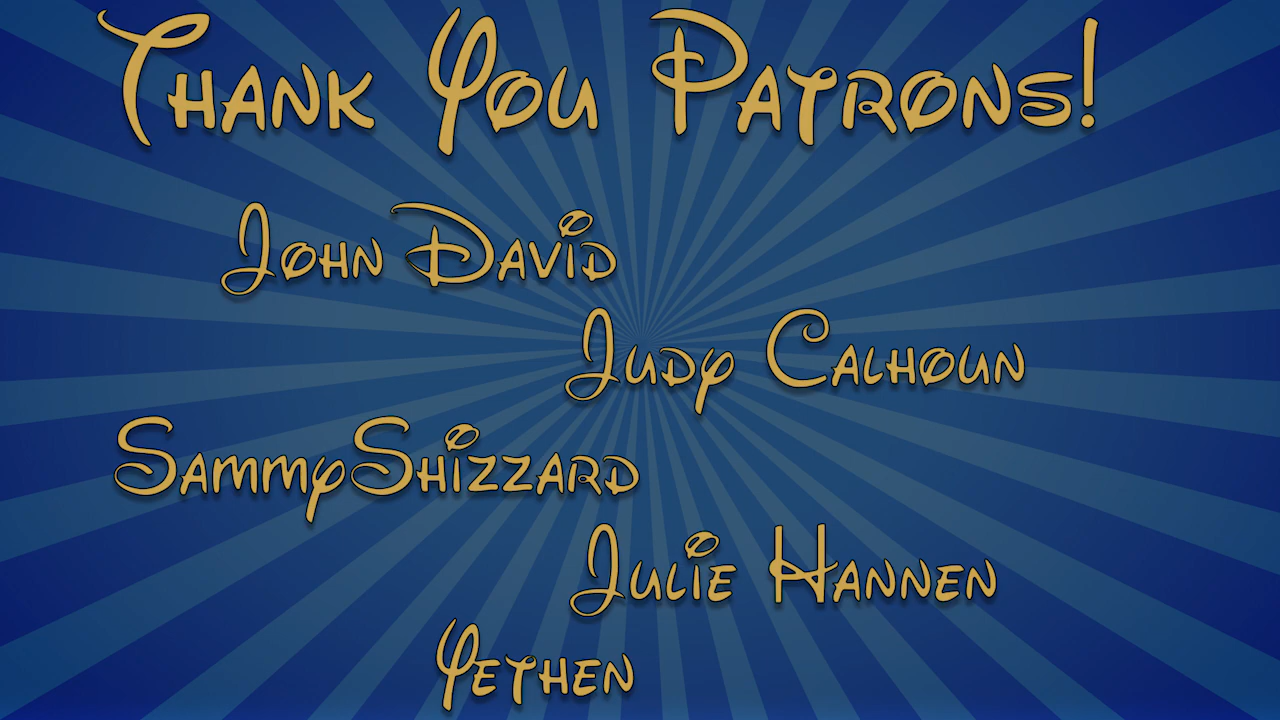 Thank You Patrons!
John David
Judy Calhoun
SammyShizzard
Julie Hannen
Yethen